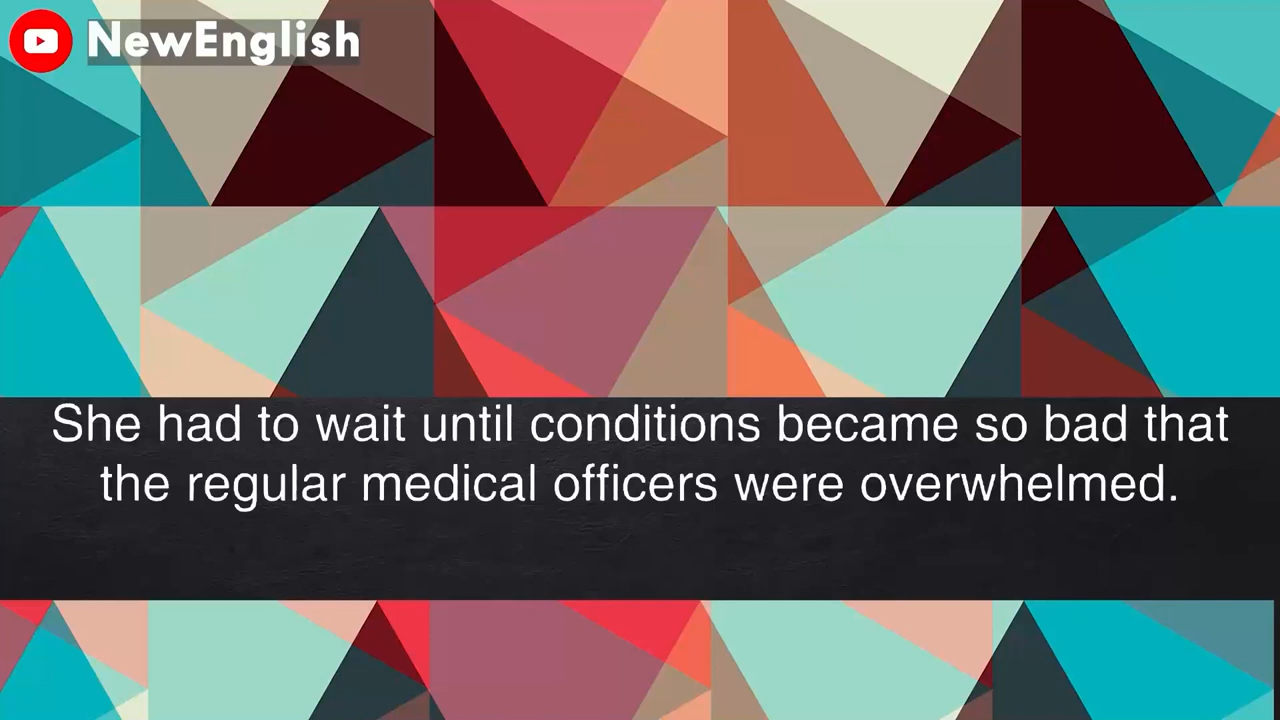 NewEnglish
She had to wait until conditions became so bad that
the regular medical officers were overwhelmed.